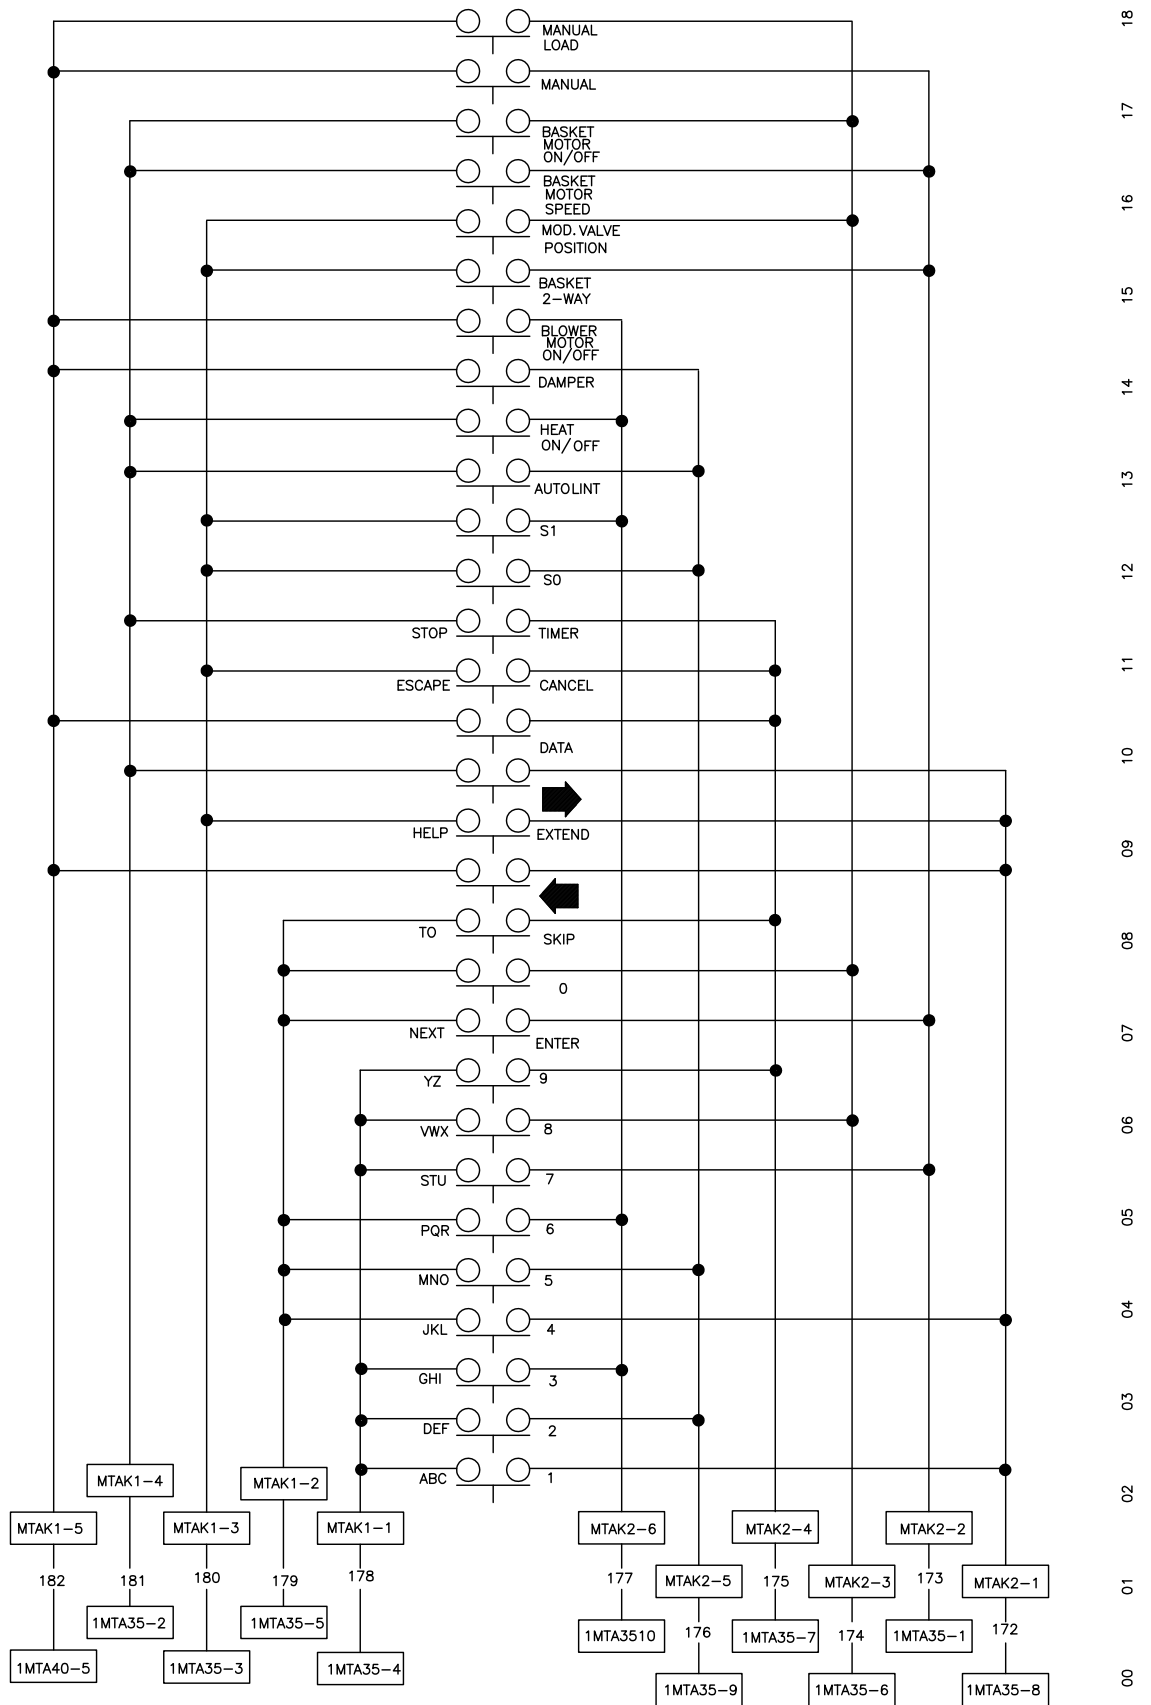 18
MANUAL
LOAD
MANUAL
17
BASKET
MOTOR
ON/OFF
BASKET
MOTOR
SPEED
16
MOD. VALVE
POSITION
BASKET
2-WAY
15
BLOWER
MOTOR
ON/OFF
DAMPER
14
HEAT
ON/OFF
AUTOLINT
13
S1
S0
12
STOP TIMER
ESCAPE CANCEL
11
DATA
10
HELP EXTEND
09
TO SKIP
08
0
NEXT ENTER
07
YZ 9
VWX 8
06
STU 7
PQR 6
05
MNO 5
JKL 4
04
GHI 3
03
DEF 2
ABC 1
02
MTAK1-4 MTAK1-2
MTAK1-5 MTAK1-3 MTAK1-1 MTAK2-6 MTAK2-4 MTAK2-2
182 181 180 179 178 177 MTAK2-5 175 MTAK2-3 173 MTAK2-1
01
1MTA35-2 1MTA35-5 1MTA3510 176 1MTA35-7 174 1MTA35-1 172
1MTA40-5 1MTA35-3 1MTA35-4
1MTA35-9 1MTA35-6 1MTA35-8
00